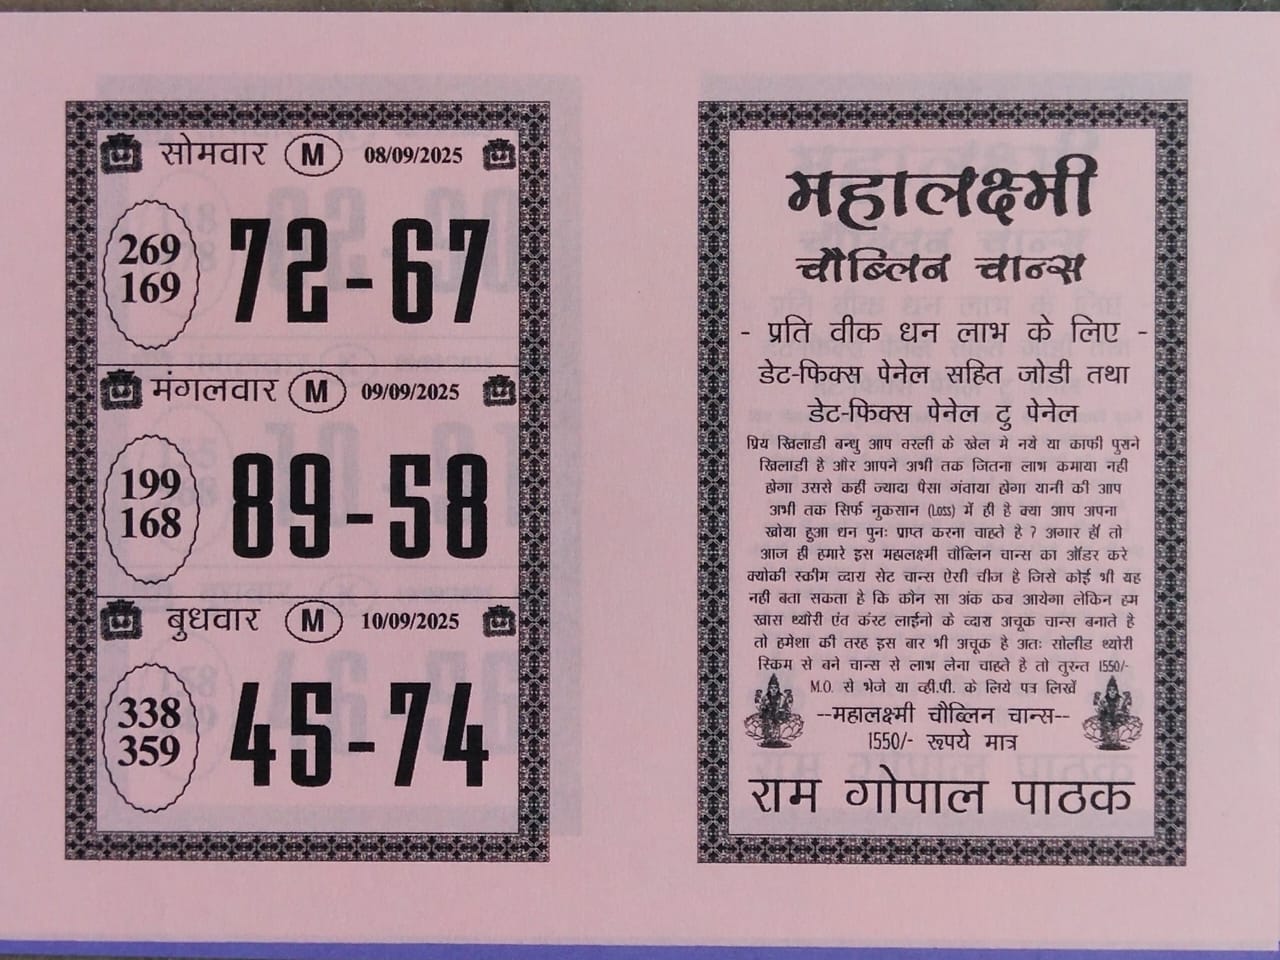 सोमवार M 08/09/2025
269
169
72-67
मंगलवार M 09/09/2025
199
168
89-58
बुधवार M 10/09/2025
338
359
45-74
महालक्ष्मी
चौब्लिन चान्स
- प्रति वीक धन लाभ के लिए -
डेट-फिक्स पेनेल सहित जोडी तथा
डेट-फिक्स पेनेल टु पेनेल
प्रिय खिलाडी बन्धु आप वरली के खेल मे नये या काफी पुराने
खिलाडी है और आपने अभी तक जितना लाभ कमाया नही
होगा उससे कही ज्यादा पैसा गंवाया होगा यानी की आप
अभी तक सिर्फ नुकसान (Loss) में ही है क्या आप अपना
खोया हुआ धन पुनः प्राप्त करना चाहते है ? अगर हाँ तो
आज ही हमारे इस महालक्ष्मी चौब्लिन चान्स का ऑडर करे
क्योकी स्कीम व्दारा सेट चान्स ऐसी चीज है जिसे कोई भी यह
नही बता सकता है कि कोन सा अंक कब आयेगा लेकिन हम
खास थ्योरी एंव कंरट लाईनो के व्दारा अचूक चान्स बनाते है
तो हमेशा की तरह इस बार भी अचूक है अतः सोलीड थ्योरी
स्किम से बने चान्स से लाभ लेना चाहते है तो तुरन्त 1550/-
M.O. से भेजे या व्ही.पी. के लिये पत्र लिखें
--महालक्ष्मी चौब्लिन चान्स--
1550/- रूपये मात्र
राम गोपाल पाठक